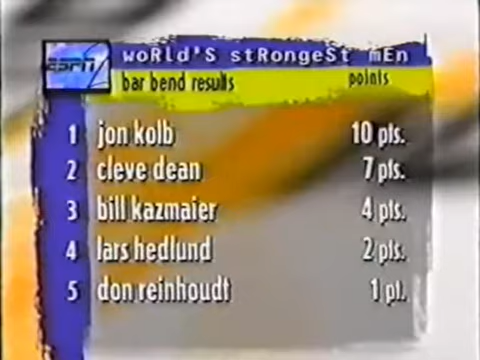 ESPN2 woRld'S stRongeSt mEn
bar bend results points
1 jon kolb 10 pts.
2 cleve dean 7 pts.
3 bill kazmaier 4 pts.
4 lars hedlund 2 pts.
5 don reinhoudt 1 pt.